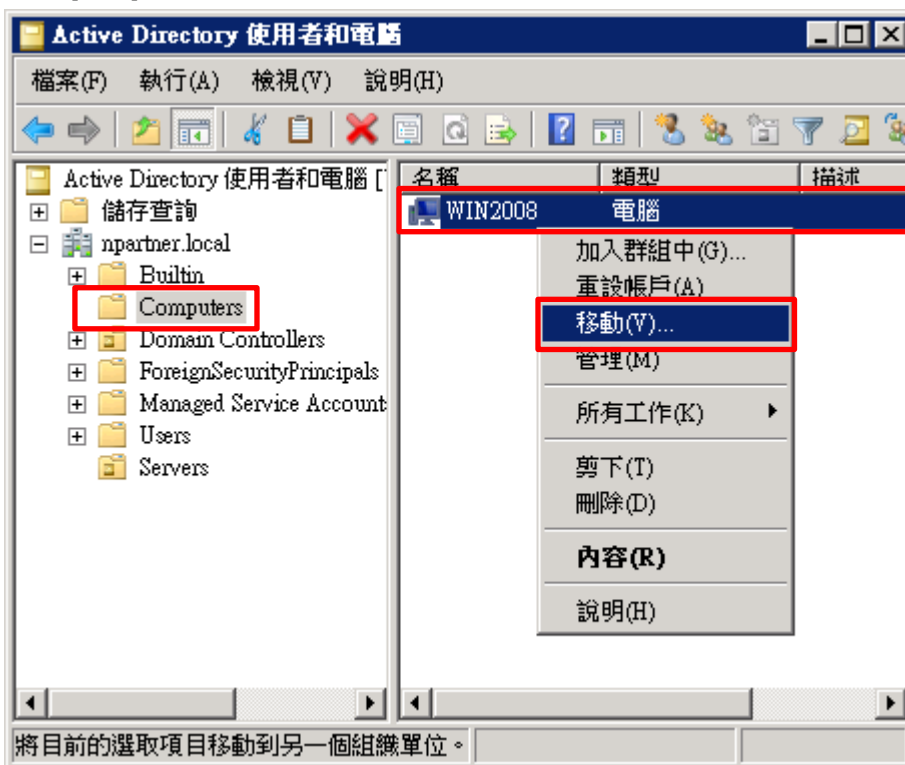 Active Directory 使用者和電腦
檔案(F) 執行(A) 檢視(V) 說明(H)
Active Directory 使用者和電腦 [
儲存查詢
npartner.local
Builtin
Computers
Domain Controllers
ForeignSecurityPrincipals
Managed Service Account
Users
Servers
名稱 類型 描述
WIN2008 電腦
加入群組中(G)...
重設帳戶(A)
移動(V)...
管理(M)
所有工作(K)
剪下(T)
刪除(D)
內容(R)
說明(H)
將目前的選取項目移動到另一個組織單位。